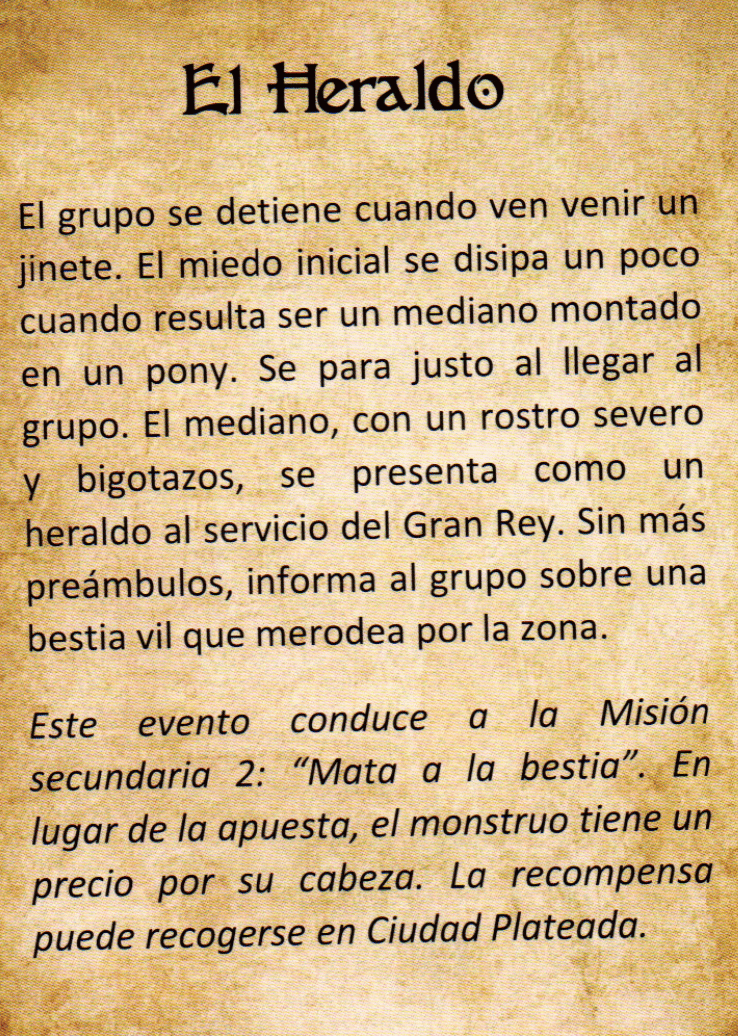 El Heraldo
El grupo se detiene cuando ven venir un
jinete. El miedo inicial se disipa un poco
cuando resulta ser un mediano montado
en un pony. Se para justo al llegar al
grupo. El mediano, con un rostro severo
y bigotazos, se presenta como un
heraldo al servicio del Gran Rey. Sin más
preámbulos, informa al grupo sobre una
bestia vil que merodea por la zona.
Este evento conduce a la Misión
secundaria 2: “Mata a la bestia”. En
lugar de la apuesta, el monstruo tiene un
precio por su cabeza. La recompensa
puede recogerse en Ciudad Plateada.